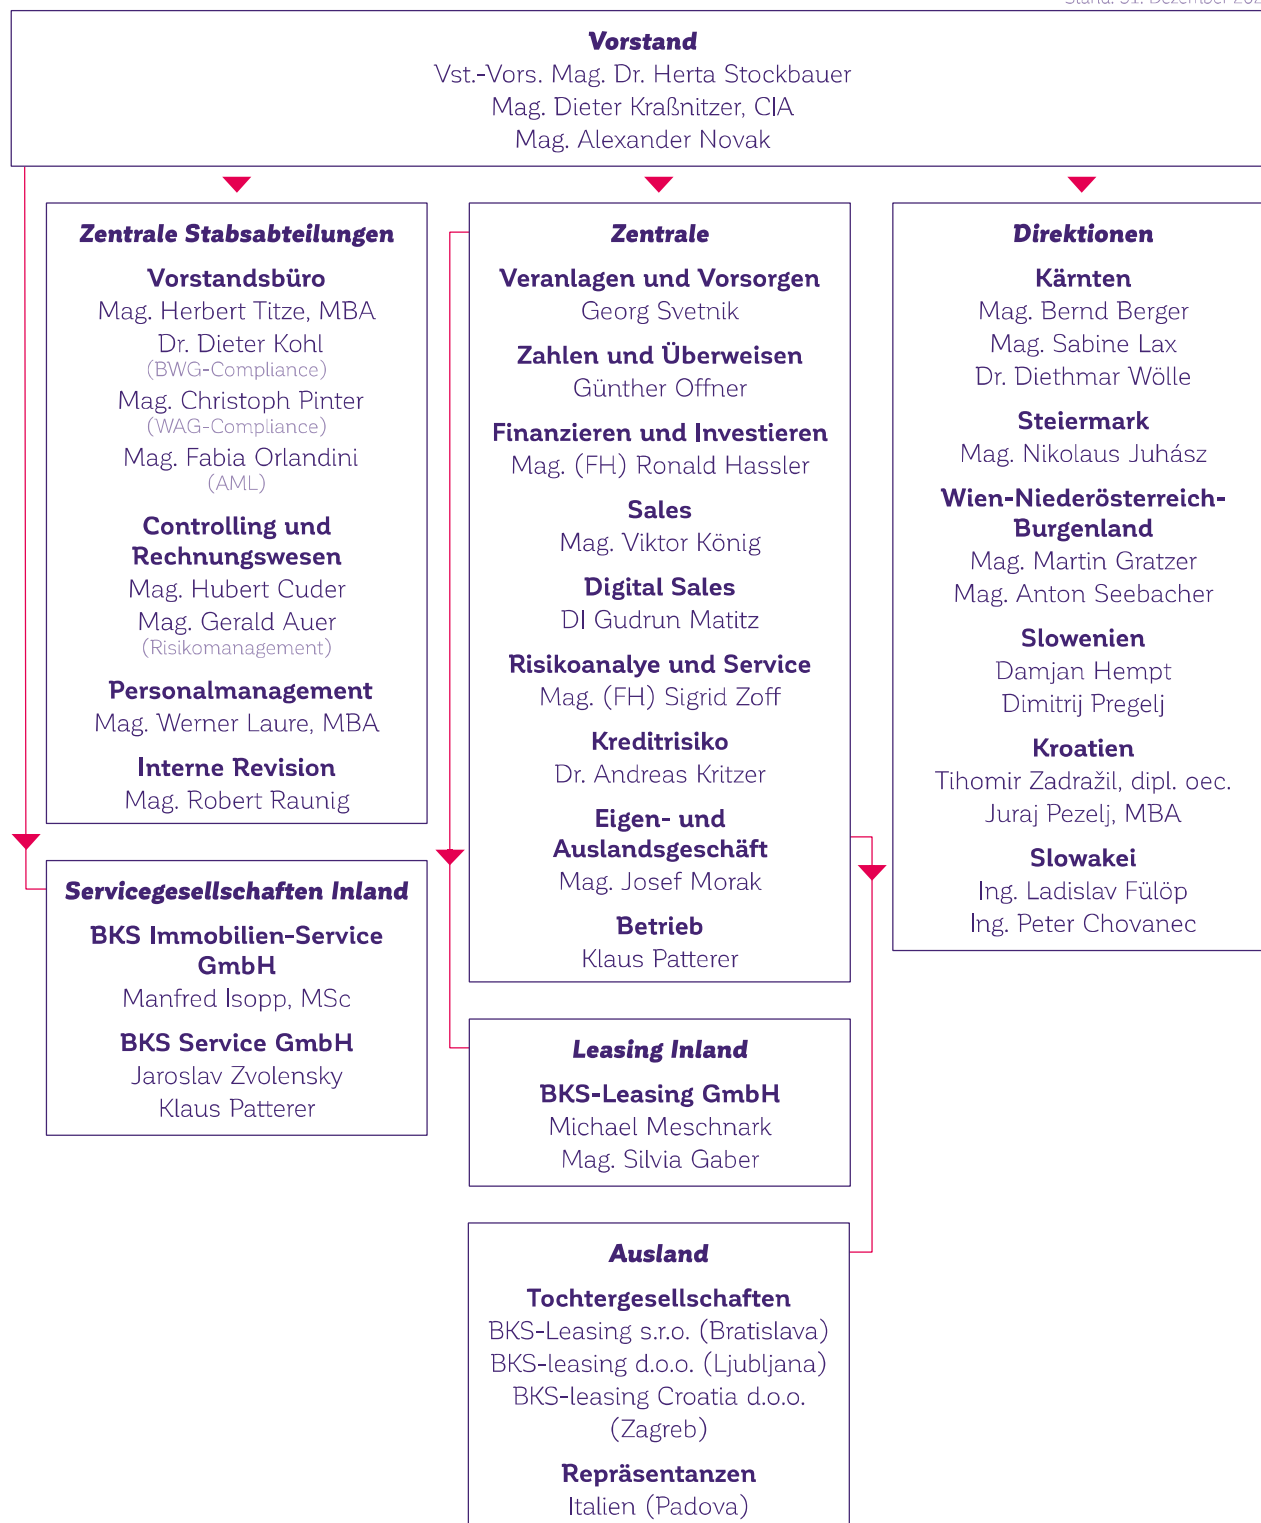 Stand: 31. Dezember
Vorstand
Vst.-Vors. Mag. Dr. Herta Stockbauer
Mag. Dieter Kraßnitzer, CIA
Mag. Alexander Novak
Zentrale Stabsabteilungen
Vorstandsbüro
Mag. Herbert Titze, MBA
Dr. Dieter Kohl
(BWG-Compliance)
Mag. Christoph Pinter
(WAG-Compliance)
Mag. Fabia Orlandini
(AML)
Controlling und
Rechnungswesen
Mag. Hubert Cuder
Mag. Gerald Auer
(Risikomanagement)
Personalmanagement
Mag. Werner Laure, MBA
Interne Revision
Mag. Robert Raunig
Servicegesellschaften Inland
BKS Immobilien-Service
GmbH
Manfred Isopp, MSc
BKS Service GmbH
Jaroslav Zvolensky
Klaus Patterer
Zentrale
Veranlagen und Vorsorgen
Georg Svetnik
Zahlen und Überweisen
Günther Offner
Finanzieren und Investieren
Mag. (FH) Ronald Hassler
Sales
Mag. Viktor König
Digital Sales
DI Gudrun Matitz
Risikoanalye und Service
Mag. (FH) Sigrid Zoff
Kreditrisiko
Dr. Andreas Kritzer
Eigen- und
Auslandsgeschäft
Mag. Josef Morak
Betrieb
Klaus Patterer
Leasing Inland
BKS-Leasing GmbH
Michael Meschnark
Mag. Silvia Gaber
Ausland
Tochtergesellschaften
BKS-Leasing s.r.o. (Bratislava)
BKS-leasing d.o.o. (Ljubljana)
BKS-leasing Croatia d.o.o.
(Zagreb)
Repräsentanzen
Italien (Padova)
Direktionen
Kärnten
Mag. Bernd Berger
Mag. Sabine Lax
Dr. Diethmar Wölle
Steiermark
Mag. Nikolaus Juhász
Wien-Niederösterreich-
Burgenland
Mag. Martin Gratzer
Mag. Anton Seebacher
Slowenien
Damjan Hempt
Dimitrij Pregelj
Kroatien
Tihomir Zadražil, dipl. oec.
Juraj Pezelj, MBA
Slowakei
Ing. Ladislav Fülöp
Ing. Peter Chovanec